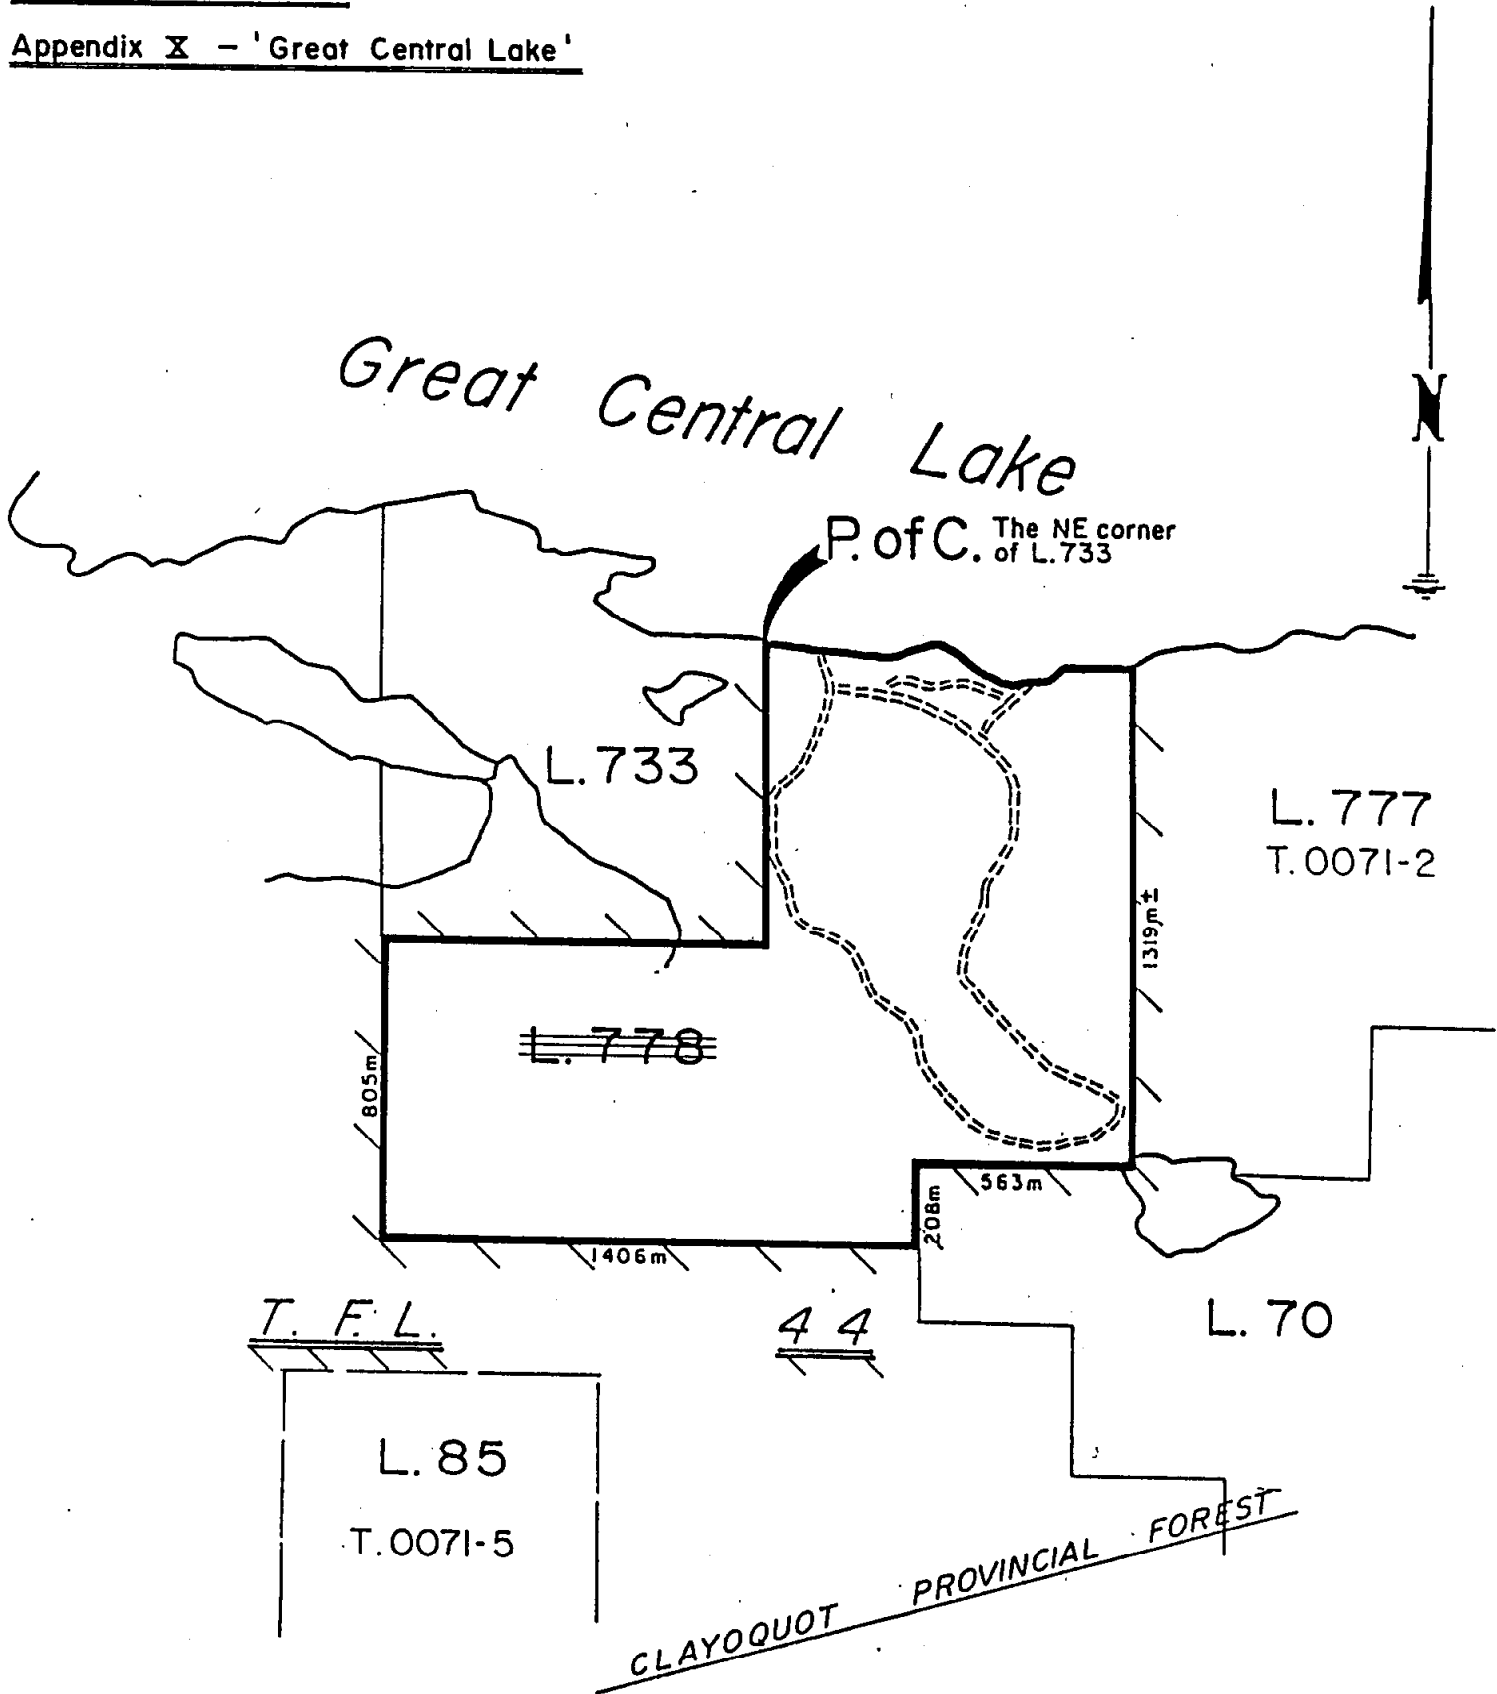 Appendix X - 'Great Central Lake'
Great Central Lake
P. of C. The NE corner
of L.733
N
L. 733
L. 777
T. 0071-2
1319m±
L. 778
805m
563m
208m
1406m
T. F. L. 44
L. 70
L. 85
T. 0071-5
CLAYOQUOT PROVINCIAL FOREST